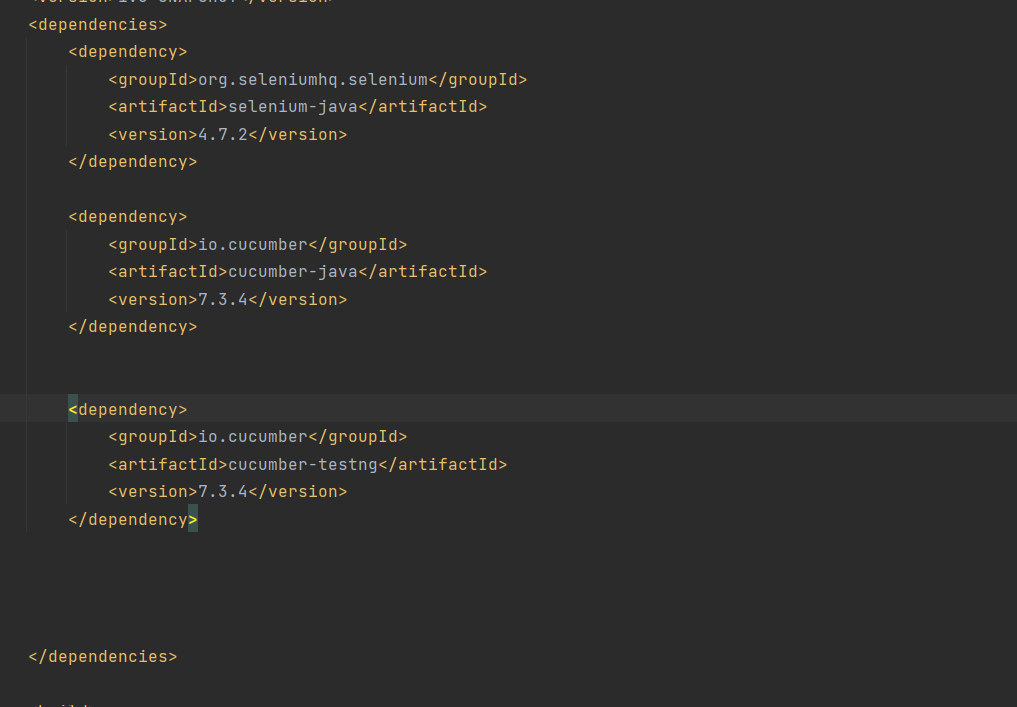 <dependencies>
<dependency>
<groupId>org.seleniumhq.selenium</groupId>
<artifactId>selenium-java</artifactId>
<version>4.7.2</version>
</dependency>
<dependency>
<groupId>io.cucumber</groupId>
<artifactId>cucumber-java</artifactId>
<version>7.3.4</version>
</dependency>
<dependency>
<groupId>io.cucumber</groupId>
<artifactId>cucumber-testng</artifactId>
<version>7.3.4</version>
</dependency>
</dependencies>